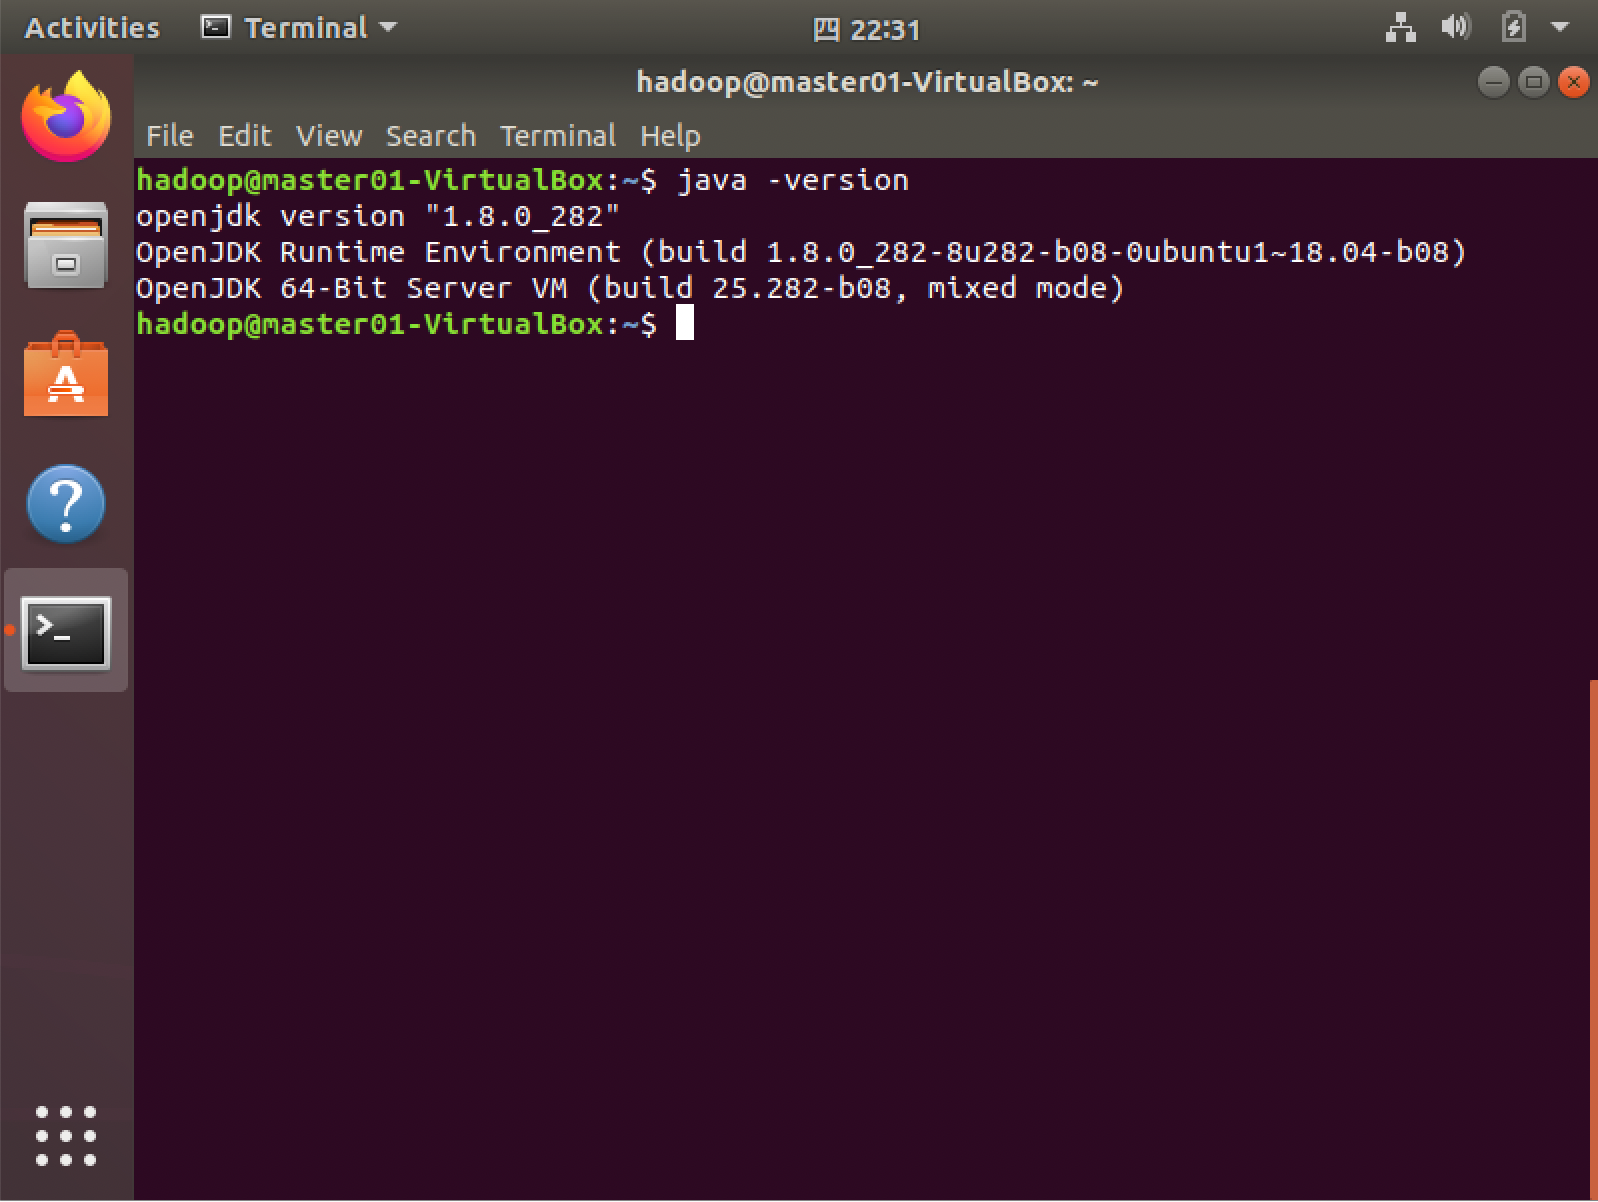 Activities Terminal 四 22:31
hadoop@master01-VirtualBox: ~
File Edit View Search Terminal Help
hadoop@master01-VirtualBox:~$ java -version
openjdk version "1.8.0_282"
OpenJDK Runtime Environment (build 1.8.0_282-8u282-b08-0ubuntu1~18.04-b08)
OpenJDK 64-Bit Server VM (build 25.282-b08, mixed mode)
hadoop@master01-VirtualBox:~$